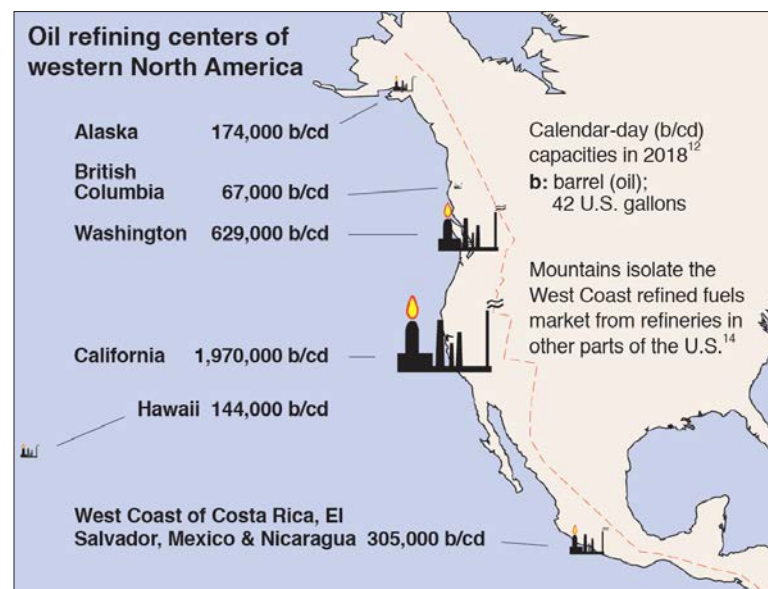 Oil refining centers of
western North America
Alaska 174,000 b/cd
British
Columbia 67,000 b/cd
Washington 629,000 b/cd
California 1,970,000 b/cd
Hawaii 144,000 b/cd
West Coast of Costa Rica, El
Salvador, Mexico & Nicaragua 305,000 b/cd
Calendar-day (b/cd)
capacities in 2018¹²
b: barrel (oil);
42 U.S. gallons
Mountains isolate the
West Coast refined fuels
market from refineries in
other parts of the U.S.¹⁴